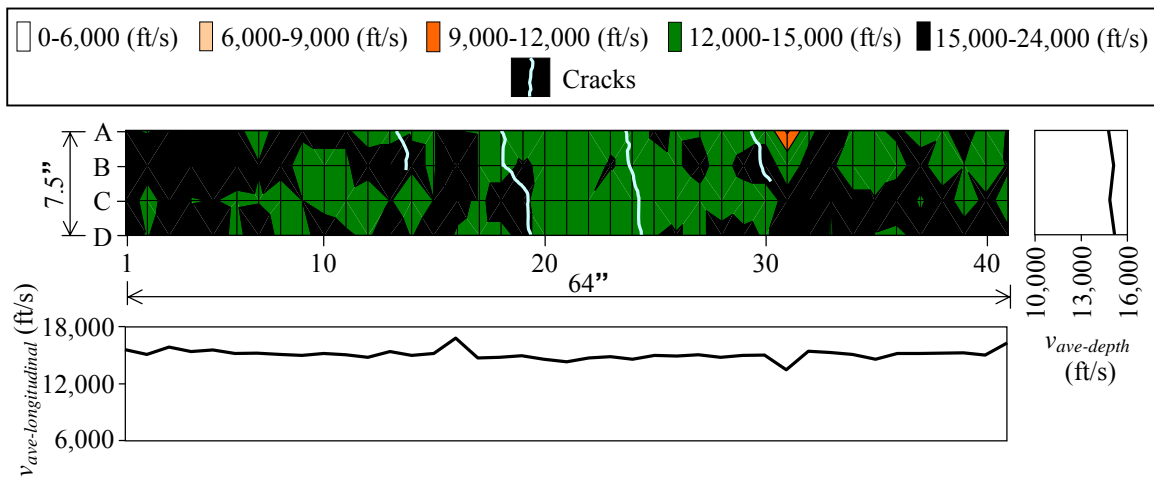 0-6,000 (ft/s) 6,000-9,000 (ft/s) 9,000-12,000 (ft/s) 12,000-15,000 (ft/s) 15,000-24,000 (ft/s)
Cracks
7.5”
A
B
C
D
1 10 20 30 40
64”
10,000
13,000
16,000
v ave-depth
(ft/s)
v ave-longitudinal (ft/s)
18,000
12,000
6,000